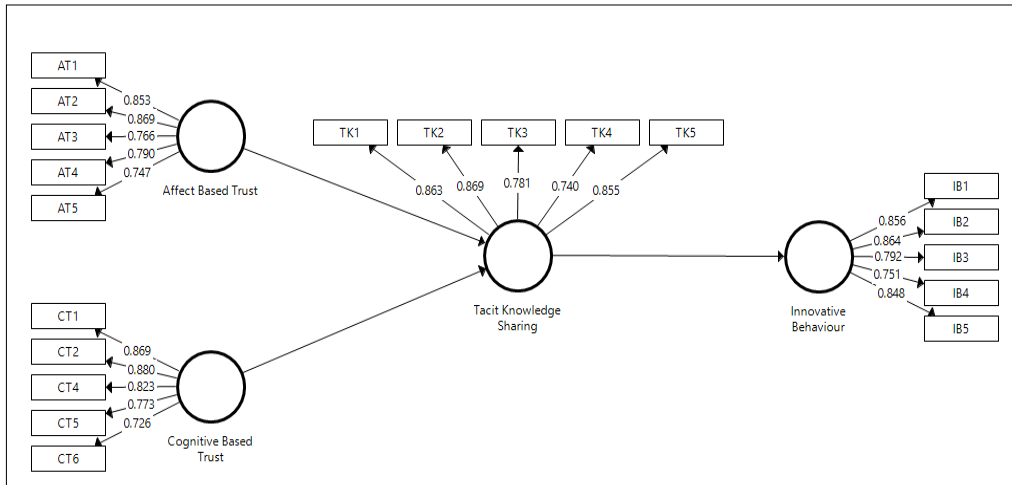 AT1
AT2
AT3
AT4
AT5
0.853
0.869
0.766
0.790
0.747
Affect Based Trust
CT1
CT2
CT4
CT5
CT6
0.869
0.880
0.823
0.773
0.726
Cognitive Based
Trust
TK1
TK2
TK3
TK4
TK5
0.863
0.869
0.781
0.740
0.855
Tacit Knowledge
Sharing
IB1
IB2
IB3
IB4
IB5
0.856
0.864
0.792
0.751
0.848
Innovative
Behaviour